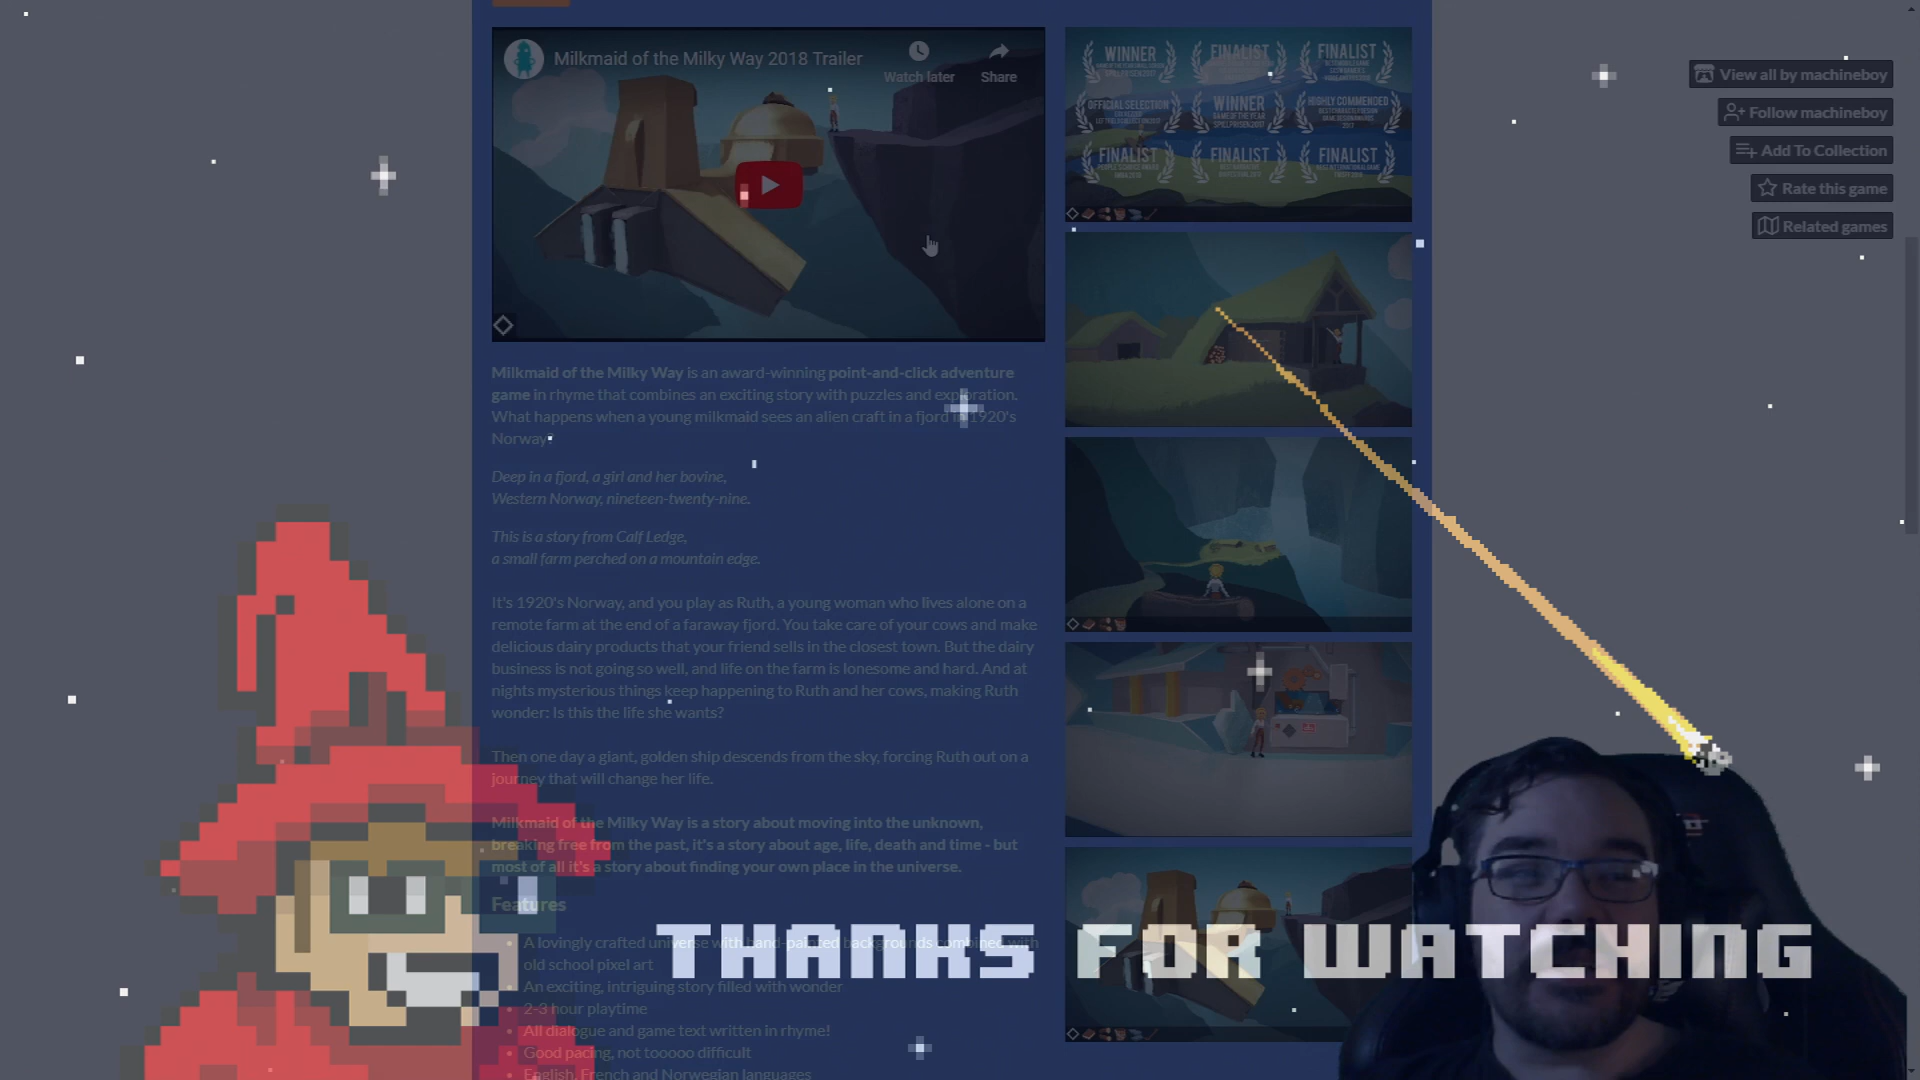 Milkmaid of the Milky Way 2018 Trailer
Watch later
Share
WINNER
FINALIST
FINALIST
OFFICIAL SELECTION
WINNER
GAME OF THE YEAR
HIGHLY COMMENDED
2017
FINALIST
FINALIST
FINALIST
View all by machineboy
Follow machineboy
Add To Collection
Rate this game
Related games
Milkmaid of the Milky Way is an award-winning point-and-click adventure
game in rhyme that combines an exciting story with puzzles and exploration.
What happens when a young milkmaid sees an alien craft in a fjord in 1920's
Norway?
Deep in a fjord, a girl and her bovine,
Western Norway, nineteen-twenty-nine.
This is a story from Calf Ledge,
a small farm perched on a mountain edge.
It's 1920's Norway, and you play as Ruth, a young woman who lives alone on a
remote farm at the end of a faraway fjord. You take care of your cows and make
delicious dairy products that your friend sells in the closest town. But the dairy
business is not going so well, and life on the farm is lonesome and hard. And at
nights mysterious things keep happening to Ruth and her cows, making Ruth
wonder: Is this the life she wants?
Then one day a giant, golden ship descends from the sky, forcing Ruth out on a
journey that will change her life.
Milkmaid of the Milky Way is a story about moving into the unknown,
breaking free from the past, it's a story about age, life, death and time - but
most of all it's a story about finding your own place in the universe.
Features
• A lovingly crafted universe with hand-painted backgrounds combined with
old school pixel art
• An exciting, intriguing story filled with wonder
• 2-3 hour playtime
• All dialogue and game text written in rhyme!
• Good pacing, not tooooo difficult
• English, French and Norwegian languages
THANKS FOR WATCHING